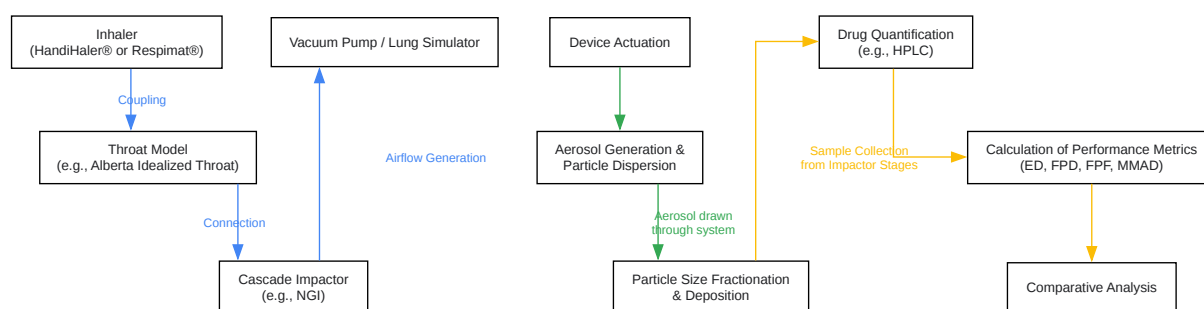 Inhaler
(HandiHaler® or Respimat®)
Vacuum Pump / Lung Simulator
Device Actuation
Drug Quantification
(e.g., HPLC)
Coupling
Throat Model
(e.g., Alberta Idealized Throat)
Airflow Generation
Aerosol Generation &
Particle Dispersion
Sample Collection
from Impactor Stages
Calculation of Performance Metrics
(ED, FPD, FPF, MMAD)
Connection
Aerosol drawn
through system
Cascade Impactor
(e.g., NGI)
Particle Size Fractionation
& Deposition
Comparative Analysis